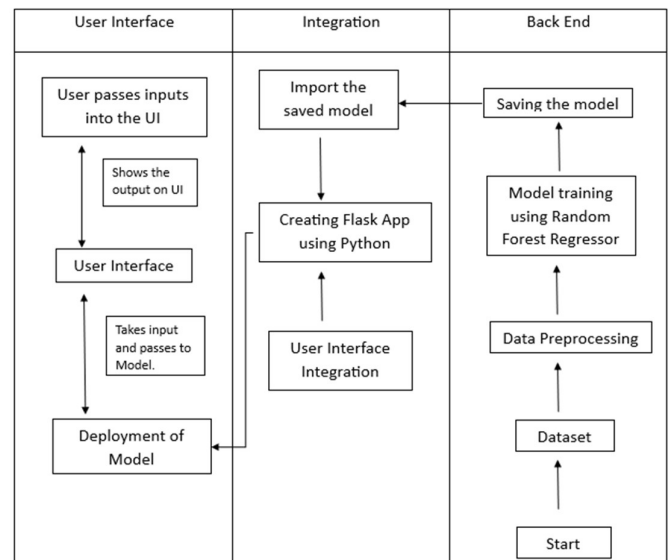 User Interface
Integration
Back End
User passes inputs
into the UI
Shows the
output on UI
User Interface
Takes input
and passes to
Model.
Deployment of
Model
Import the
saved model
Creating Flask App
using Python
User Interface
Integration
Saving the model
Model training
using Random
Forest Regressor
Data Preprocessing
Dataset
Start